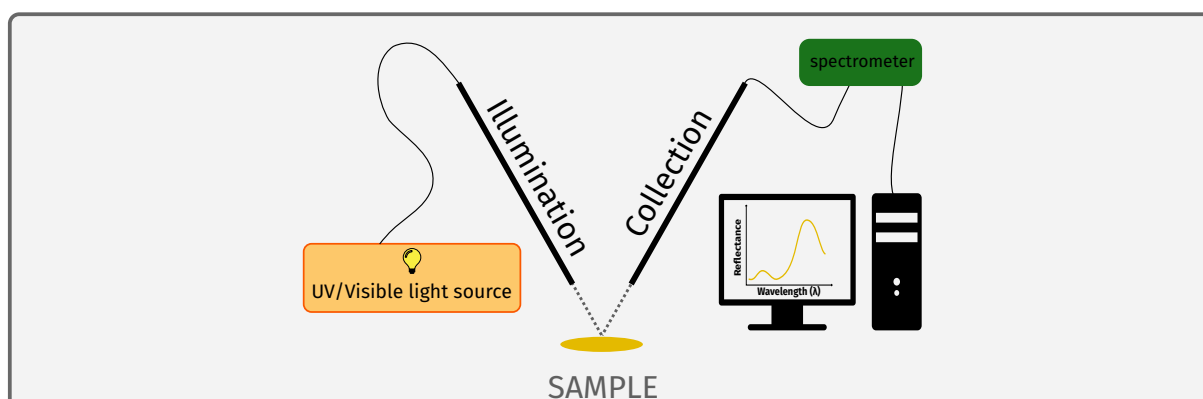 spectrometer
Illumination
Collection
Reflectance
Wavelength (λ)
UV/Visible light source
SAMPLE